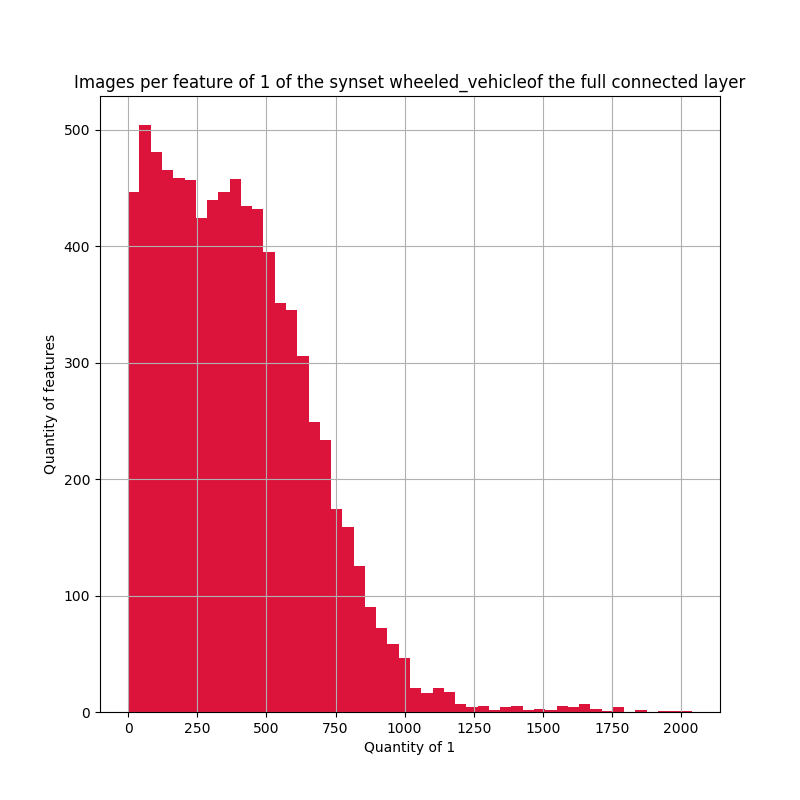 Images per feature of 1 of the synset wheeled_vehicleof the full connected layer
500
400
300
200
100
0
Quantity of features
0 250 500 750 1000 1250 1500 1750 2000
Quantity of 1